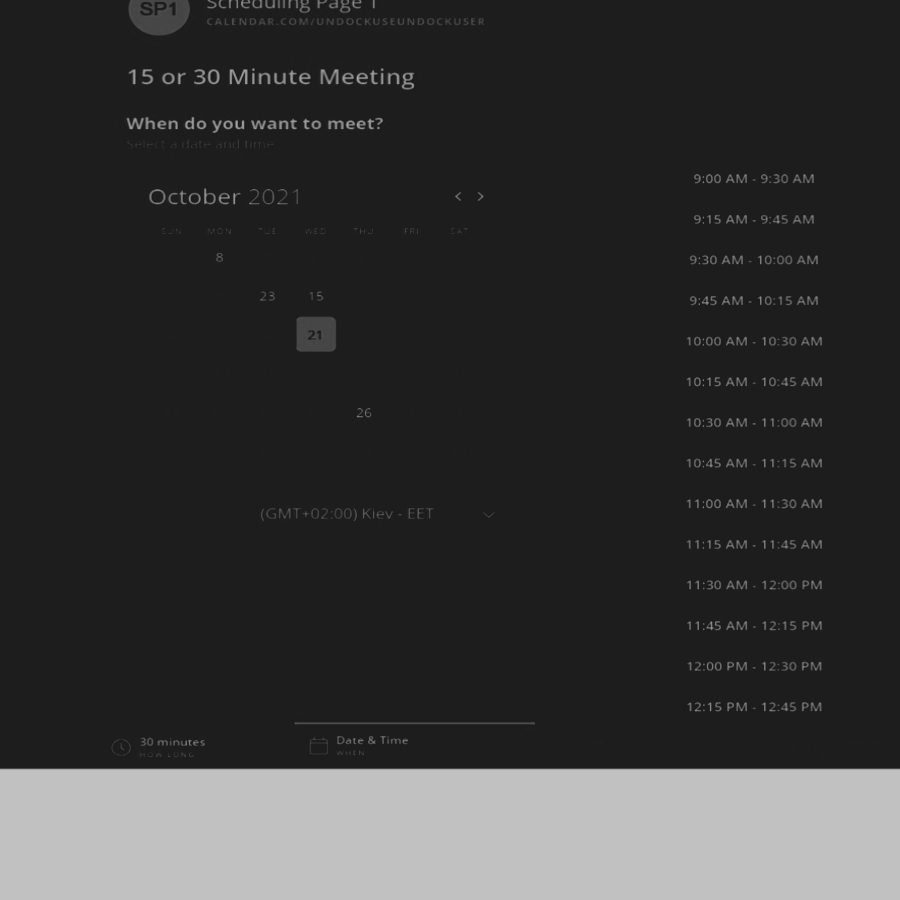 SP1
Scheduling Page 1
CALENDAR.COM/UNDOCKUSEUNDOCKUSER
15 or 30 Minute Meeting
When do you want to meet?
Select a date and time
October 2021 < >
SUN MON TUE WED THU FRI SAT
8
23 15
21
26
(GMT+02:00) Kiev - EET
9:00 AM - 9:30 AM
9:15 AM - 9:45 AM
9:30 AM - 10:00 AM
9:45 AM - 10:15 AM
10:00 AM - 10:30 AM
10:15 AM - 10:45 AM
10:30 AM - 11:00 AM
10:45 AM - 11:15 AM
11:00 AM - 11:30 AM
11:15 AM - 11:45 AM
11:30 AM - 12:00 PM
11:45 AM - 12:15 PM
12:00 PM - 12:30 PM
12:15 PM - 12:45 PM
30 minutes
HOW LONG
Date & Time
WHEN